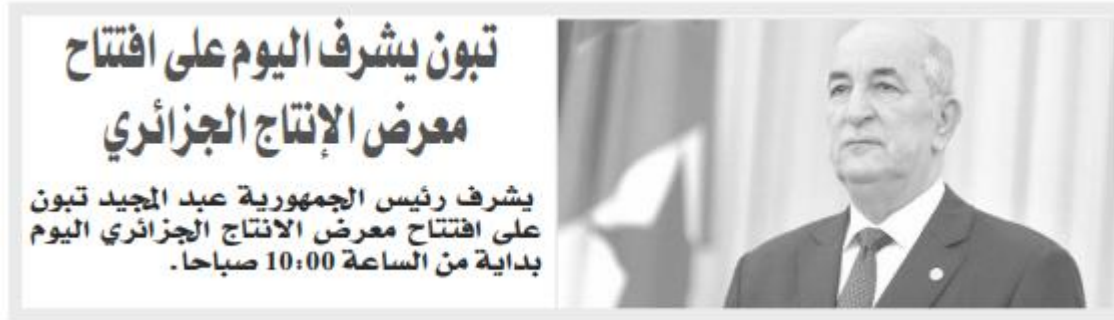 تبون يشرف اليوم على افتتاح
معرض الإنتاج الجزائري
يشرف رئيس الجمهورية عبد المجيد تبون
على افتتاح معرض الانتاج الجزائري اليوم
بداية من الساعة 10:00 صباحا.